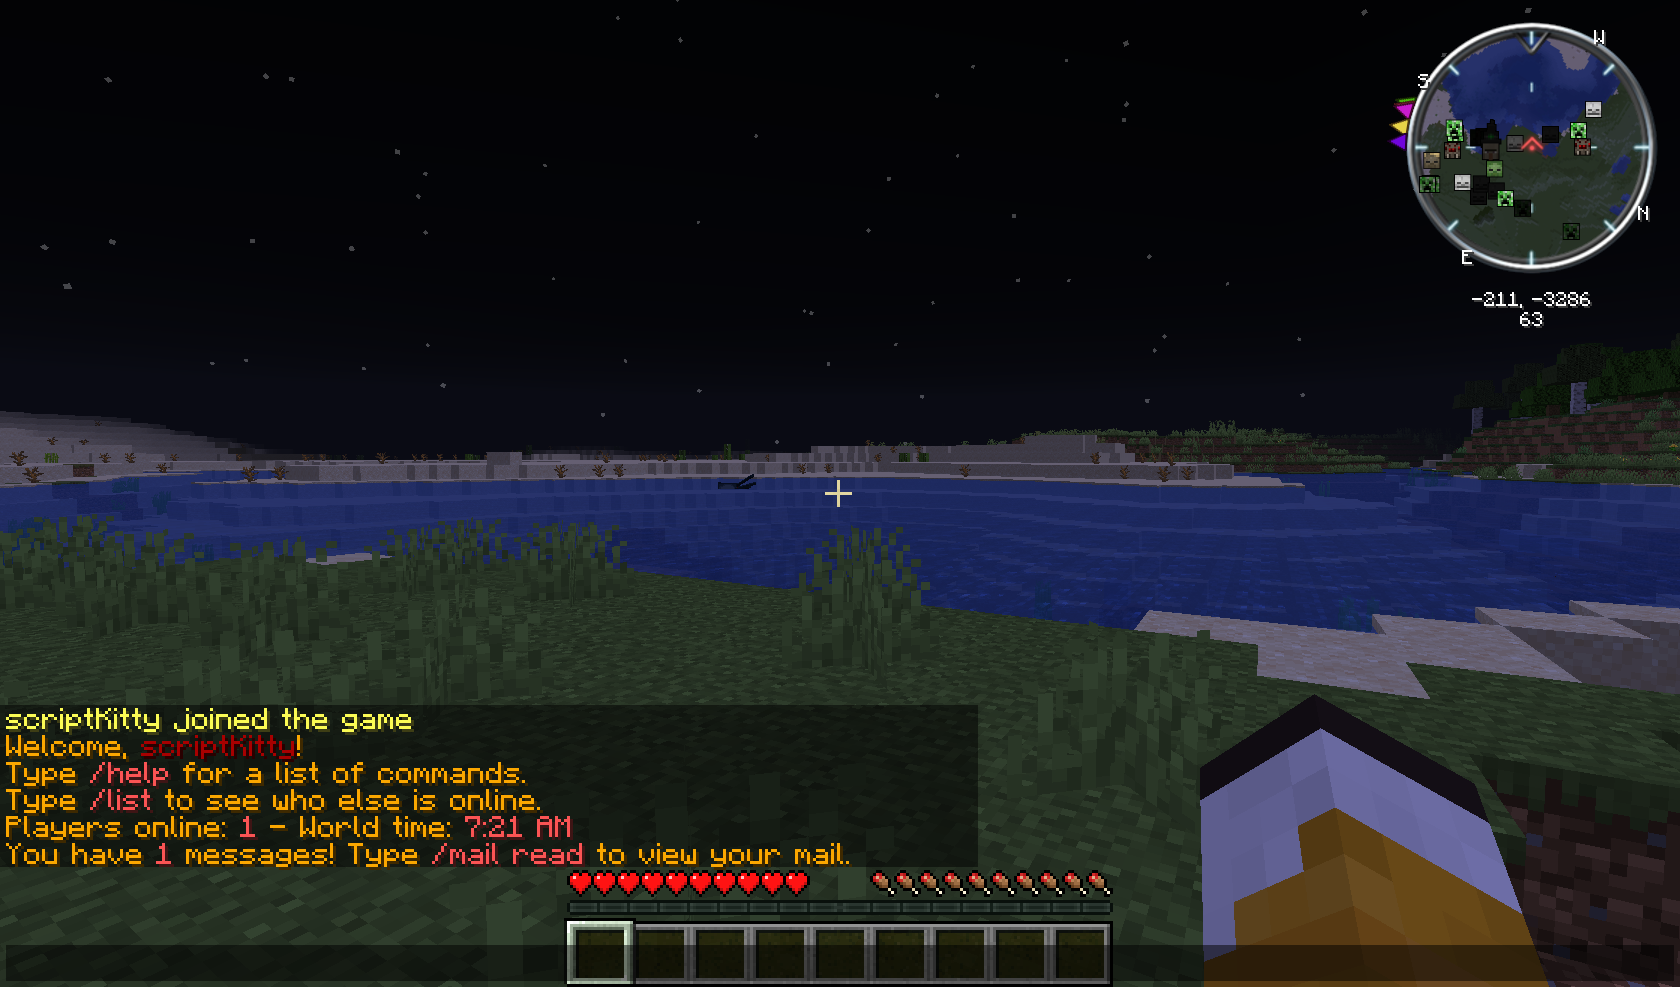 W
S
N
E
-211, -3286
63
scriptKitty joined the game
Welcome, scriptKitty!
Type /help for a list of commands.
Type /list to see who else is online.
Players online: 1 - World time: 7:21 AM
You have 1 messages! Type /mail read to view your mail.